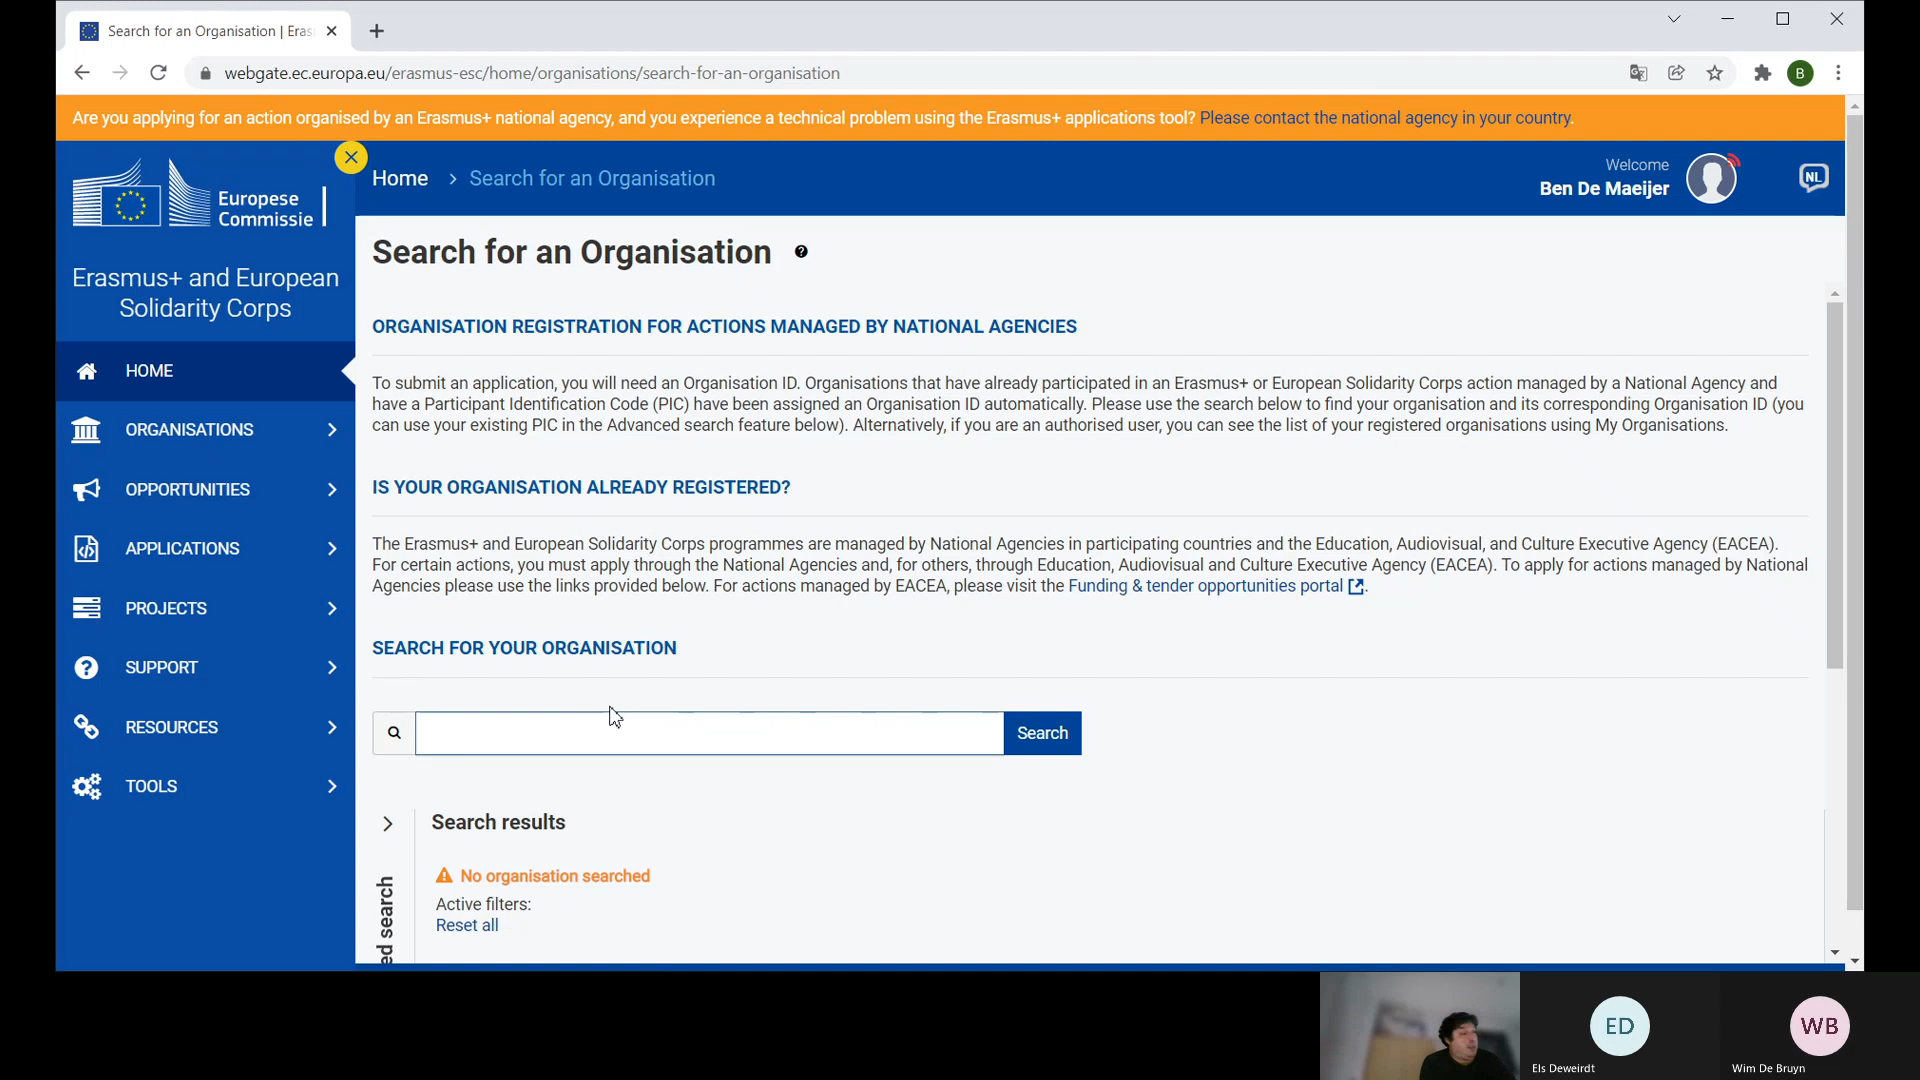 Search for an Organisation | Eras
webgate.ec.europa.eu/erasmus-esc/home/organisations/search-for-an-organisation
B
Are you applying for an action organised by an Erasmus+ national agency, and you experience a technical problem using the Erasmus+ applications tool? Please contact the national agency in your country.
Europese
Commissie
Home > Search for an Organisation
Welcome
Ben De Maeijer
NL
Erasmus+ and European
Solidarity Corps
HOME
ORGANISATIONS
OPPORTUNITIES
APPLICATIONS
PROJECTS
SUPPORT
RESOURCES
TOOLS
Search for an Organisation
ORGANISATION REGISTRATION FOR ACTIONS MANAGED BY NATIONAL AGENCIES
To submit an application, you will need an Organisation ID. Organisations that have already participated in an Erasmus+ or European Solidarity Corps action managed by a National Agency and
have a Participant Identification Code (PIC) have been assigned an Organisation ID automatically. Please use the search below to find your organisation and its corresponding Organisation ID (you
can use your existing PIC in the Advanced search feature below). Alternatively, if you are an authorised user, you can see the list of your registered organisations using My Organisations.
IS YOUR ORGANISATION ALREADY REGISTERED?
The Erasmus+ and European Solidarity Corps programmes are managed by National Agencies in participating countries and the Education, Audiovisual, and Culture Executive Agency (EACEA).
For certain actions, you must apply through the National Agencies and, for others, through Education, Audiovisual and Culture Executive Agency (EACEA). To apply for actions managed by National
Agencies please use the links provided below. For actions managed by EACEA, please visit the Funding & tender opportunities portal.
SEARCH FOR YOUR ORGANISATION
Search
Search results
No organisation searched
Active filters:
Reset all
ed search
ED
Els Deweirdt
WB
Wim De Bruyn